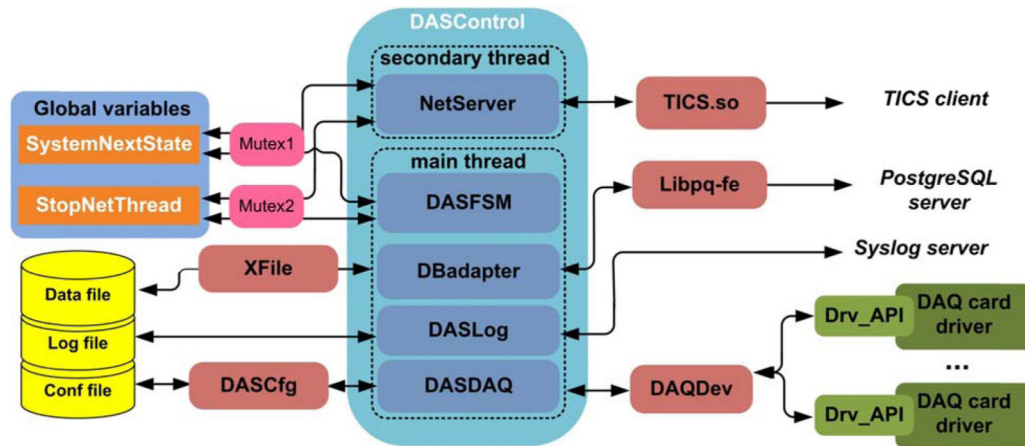 DASControl
secondary thread
NetServer
TICS.so
TICS client
Global variables
SystemNextState
Mutex1
StopNetThread
Mutex2
main thread
DASFSM
Libpq-fe
PostgreSQL
server
XFile
DBadapter
Syslog server
Data file
Log file
Conf file
DASLog
DASCfg
DASDAQ
DAQDev
Drv_API
DAQ card
driver
...
Drv_API
DAQ card
driver